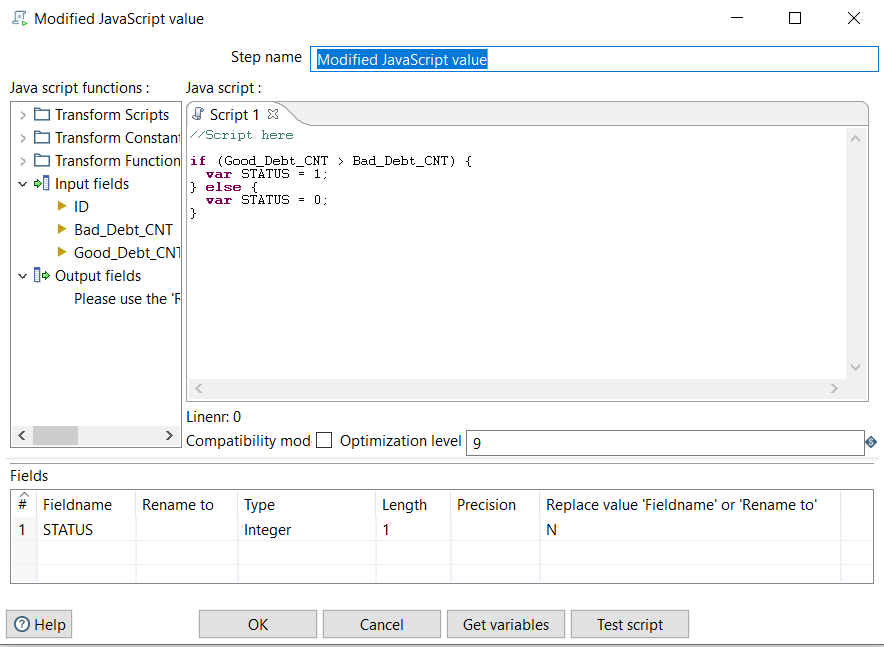 Modified JavaScript value
Step name
Modified JavaScript value
Java script functions :
Java script :
Transform Scripts
Transform Constan
Transform Function
Input fields
ID
Bad_Debt_CNT
Good_Debt_CNT
Output fields
Please use the 'R
Script 1
//Script here
if (Good_Debt_CNT > Bad_Debt_CNT) {
var STATUS = 1;
} else {
var STATUS = 0;
}
Linenr: 0
Compatibility mod
Optimization level
9
Fields
# Fieldname Rename to Type Length Precision Replace value 'Fieldname' or 'Rename to'
1 STATUS Integer 1 N
Help OK Cancel Get variables Test script